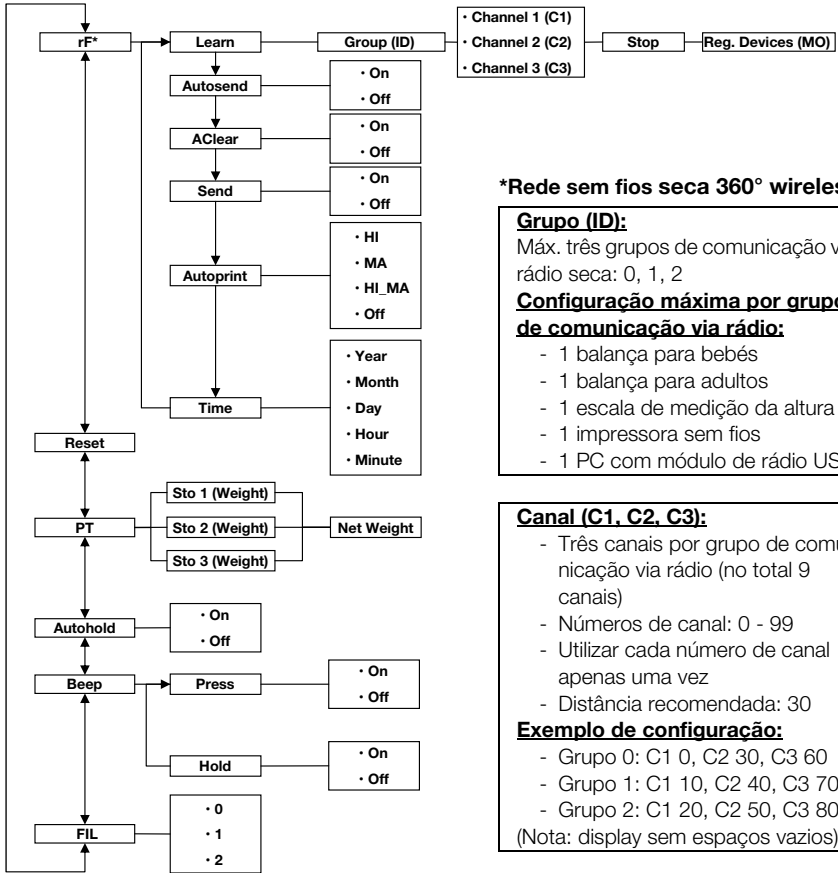 rF*
Learn
Group (ID)
· Channel 1 (C1)
· Channel 2 (C2)
· Channel 3 (C3)
Stop
Reg. Devices (MO)
Autosend
· On
· Off
AClear
· On
· Off
Send
· On
· Off
Autoprint
· HI
· MA
· HI_MA
· Off
Time
· Year
· Month
· Day
· Hour
· Minute
Reset
PT
Sto 1 (Weight)
Sto 2 (Weight)
Sto 3 (Weight)
Net Weight
Autohold
· On
· Off
Beep
Press
· On
· Off
Hold
· On
· Off
FIL
· 0
· 1
· 2
*Rede sem fios seca 360° wireles
Grupo (ID):
Máx. três grupos de comunicação v
rádio seca: 0, 1, 2
Configuração máxima por grupo
de comunicação via rádio:
- 1 balança para bebés
- 1 balança para adultos
- 1 escala de medição da altura
- 1 impressora sem fios
- 1 PC com módulo de rádio US
Canal (C1, C2, C3):
- Três canais por grupo de comu
nicação via rádio (no total 9
canais)
- Números de canal: 0 - 99
- Utilizar cada número de canal
apenas uma vez
- Distância recomendada: 30
Exemplo de configuração:
- Grupo 0: C1 0, C2 30, C3 60
- Grupo 1: C1 10, C2 40, C3 70
- Grupo 2: C1 20, C2 50, C3 80
(Nota: display sem espaços vazios)